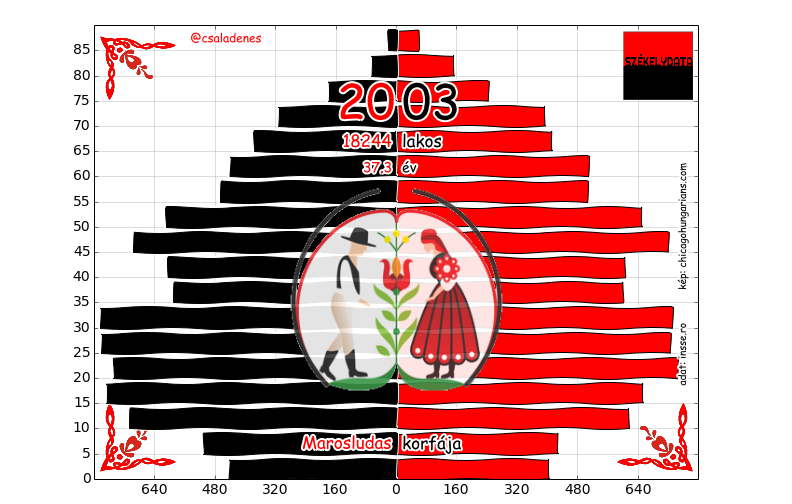 @csaladenes
SZÉKELYDATA
2003
18244 lakos
37.3 év
kép: chicagohungarians.com
adat: insse.ro
Marosludas korfája
85
80
75
70
65
60
55
50
45
40
35
30
25
20
15
10
5
0
640 480 320 160 0 160 320 480 640